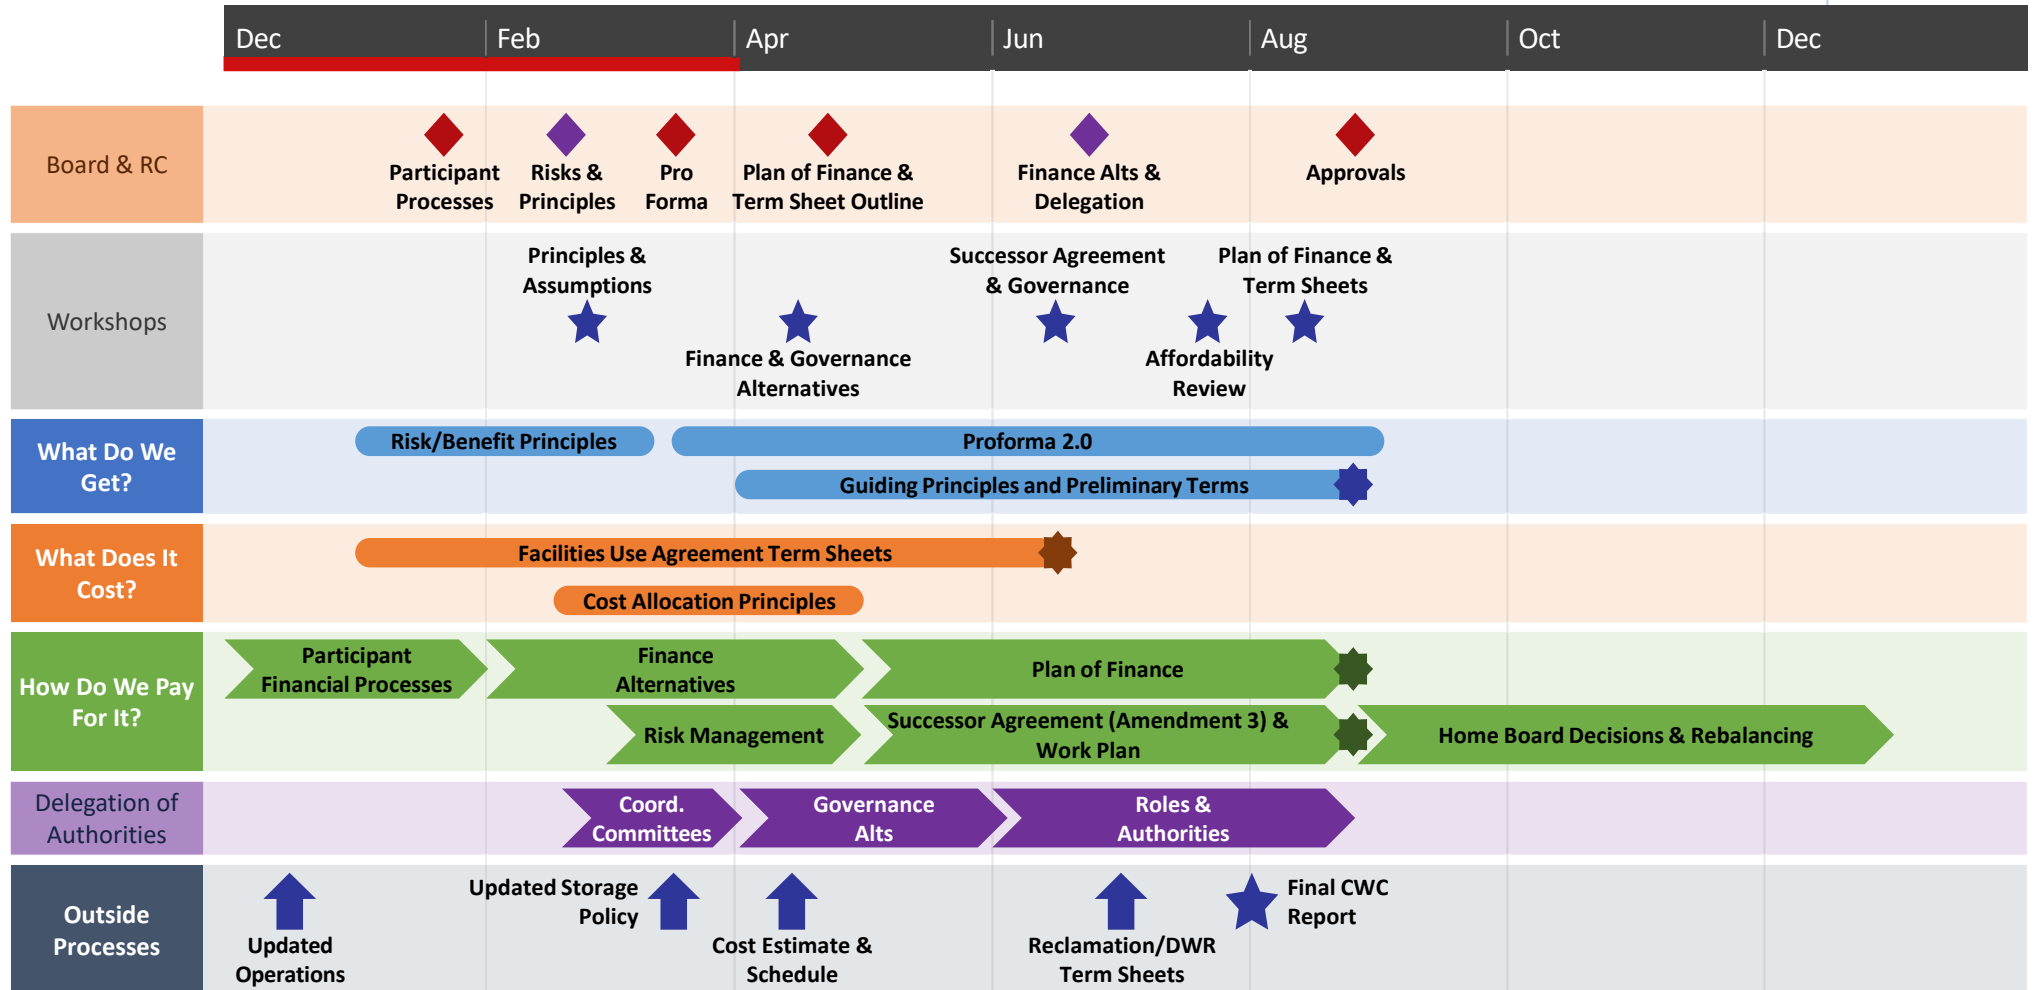 Dec Feb Apr Jun Aug Oct Dec
Board & RC
Participant
Processes
Risks &
Principles
Pro
Forma
Plan of Finance &
Term Sheet Outline
Finance Alts &
Delegation
Approvals
Workshops
Principles &
Assumptions
Finance & Governance
Alternatives
Successor Agreement
& Governance
Affordability
Review
Plan of Finance &
Term Sheets
What Do We
Get?
Risk/Benefit Principles
Proforma 2.0
Guiding Principles and Preliminary Terms
What Does It
Cost?
Facilities Use Agreement Term Sheets
Cost Allocation Principles
How Do We Pay
For It?
Participant
Financial Processes
Finance
Alternatives
Plan of Finance
Risk Management
Successor Agreement (Amendment 3) &
Work Plan
Home Board Decisions & Rebalancing
Delegation of
Authorities
Coord.
Committees
Governance
Alts
Roles &
Authorities
Outside
Processes
Updated
Operations
Updated Storage
Policy
Cost Estimate &
Schedule
Reclamation/DWR
Term Sheets
Final CWC
Report